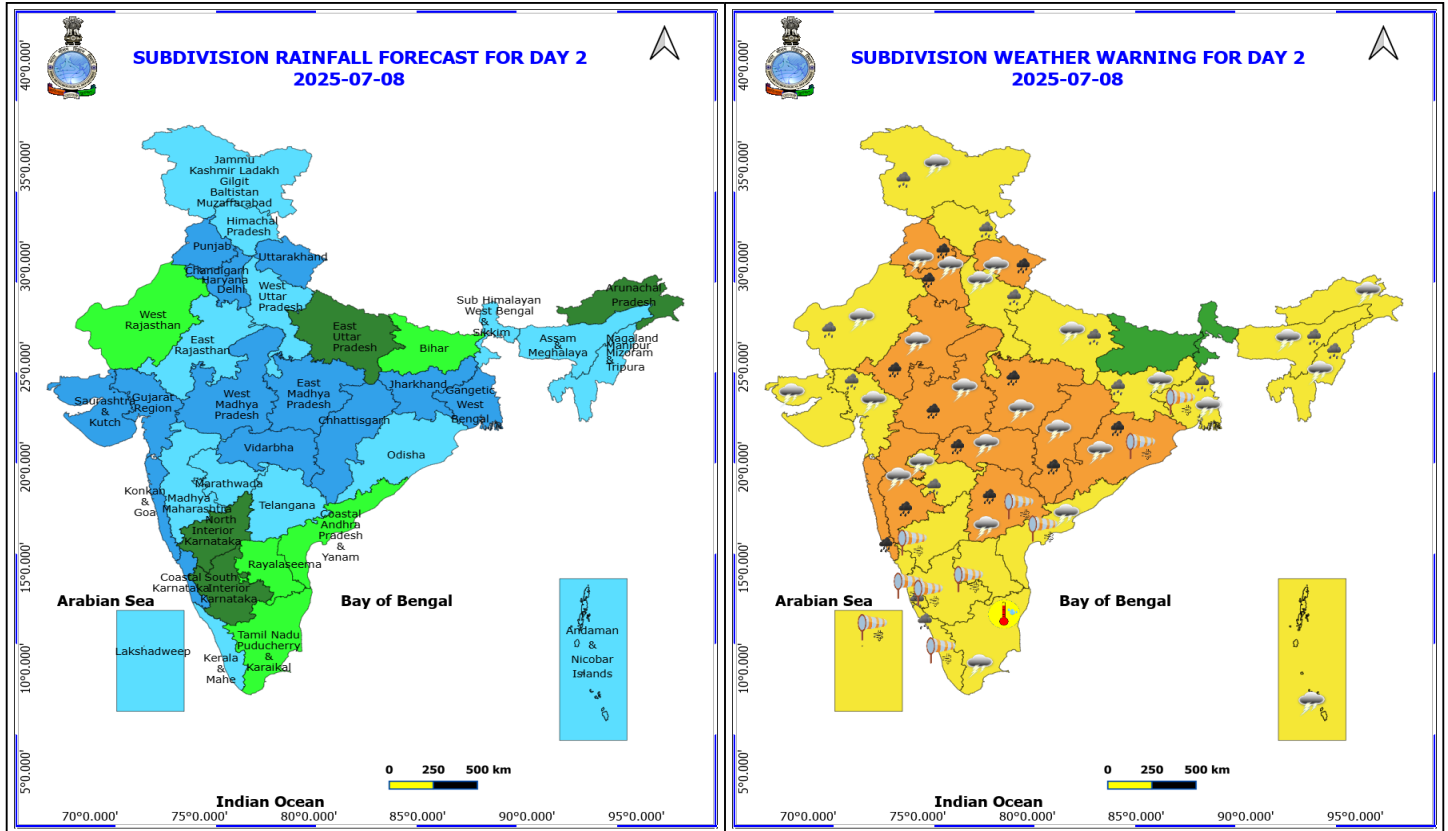 SUBDIVISION RAINFALL FORECAST FOR DAY 2
2025-07-08
40°0.000'
35°0.000'
30°0.000'
25°0.000'
20°0.000'
15°0.000'
10°0.000'
5°0.000'
Jammu
Kashmir Ladakh
Gilgit
Baltistan
Muzaffarabad
Himachal
Pradesh
Punjab
Uttarakhand
Chandigarh
Haryana
Delhi
West
Uttar
Pradesh
West
Rajasthan
East
Rajasthan
East
Uttar
Pradesh
Bihar
Sub Himalayan
West Bengal
&
Sikkim
Arunachal
Pradesh
Assam
&
Meghalaya
Nagaland
Manipur
Mizoram
&
Tripura
Saurashtra
&
Kutch
Gujarat
Region
West
Madhya
Pradesh
East
Madhya
Pradesh
Jharkhand
Gangetic
West
Bengal
Chhattisgarh
Vidarbha
Odisha
Konkan
&
Goa
Madhya
Maharashtra
Marathwada
Telangana
North
Interior
Karnataka
Coastal
Andhra
Pradesh
&
Yanam
Rayalaseema
Coastal
Karnataka
South
Interior
Karnataka
Tamil Nadu
Puducherry
&
Karaikal
Kerala
&
Mahe
Lakshadweep
Andaman
&
Nicobar
Islands
Arabian Sea
Bay of Bengal
Indian Ocean
0 250 500 km
70°0.000' 75°0.000' 80°0.000' 85°0.000' 90°0.000' 95°0.000'
SUBDIVISION WEATHER WARNING FOR DAY 2
2025-07-08
40°0.000'
35°0.000'
30°0.000'
25°0.000'
20°0.000'
15°0.000'
10°0.000'
5°0.000'
Arabian Sea
Bay of Bengal
Indian Ocean
0 250 500 km
70°0.000' 75°0.000' 80°0.000' 85°0.000' 90°0.000' 95°0.000'